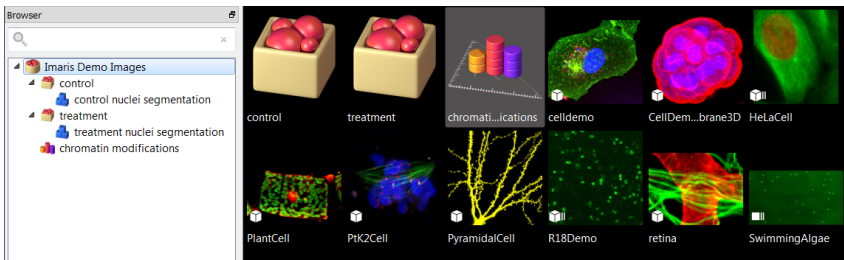 Browser
Imaris Demo Images
control
control nuclei segmentation
treatment
treatment nuclei segmentation
chromatin modifications
control
treatment
chromati...ications
celldemo
CellDem...brane3D
HeLaCell
PlantCell
PtK2Cell
PyramidalCell
R18Demo
retina
SwimmingAlgae